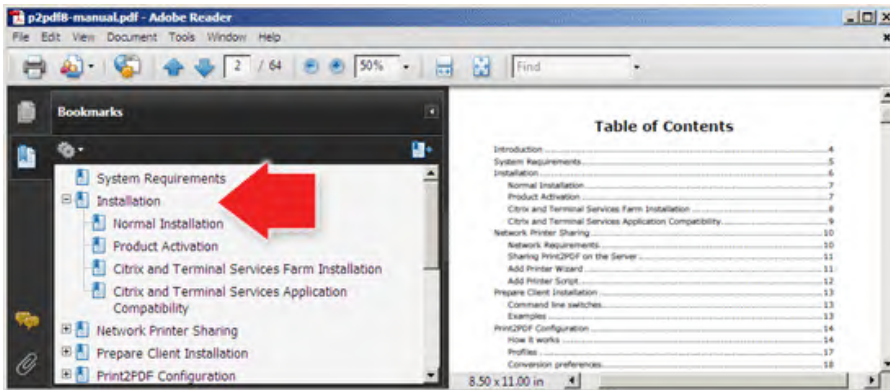 p2pdf8-manual.pdf - Adobe Reader
File Edit View Document Tools Window Help
2 / 64 50% Find
Bookmarks
System Requirements
Installation
Normal Installation
Product Activation
Citrix and Terminal Services Farm Installation
Citrix and Terminal Services Application
Compatibility
Network Printer Sharing
Prepare Client Installation
Print2PDF Configuration
Table of Contents
Introduction 4
System Requirements 5
Installation 6
Normal Installation 7
Product Activation 7
Citrix and Terminal Services Farm Installation 8
Citrix and Terminal Services Application Compatibility 9
Network Printer Sharing 10
Network Requirements 10
Sharing Print2PDF on the Server 11
Add Printer Wizard 11
Add Printer Script 12
Prepare Client Installation 13
Command line switches 13
Examples 13
Print2PDF Configuration 14
How it works 14
Profiles 17
Conversion preferences 18
8.50 x 11.00 in